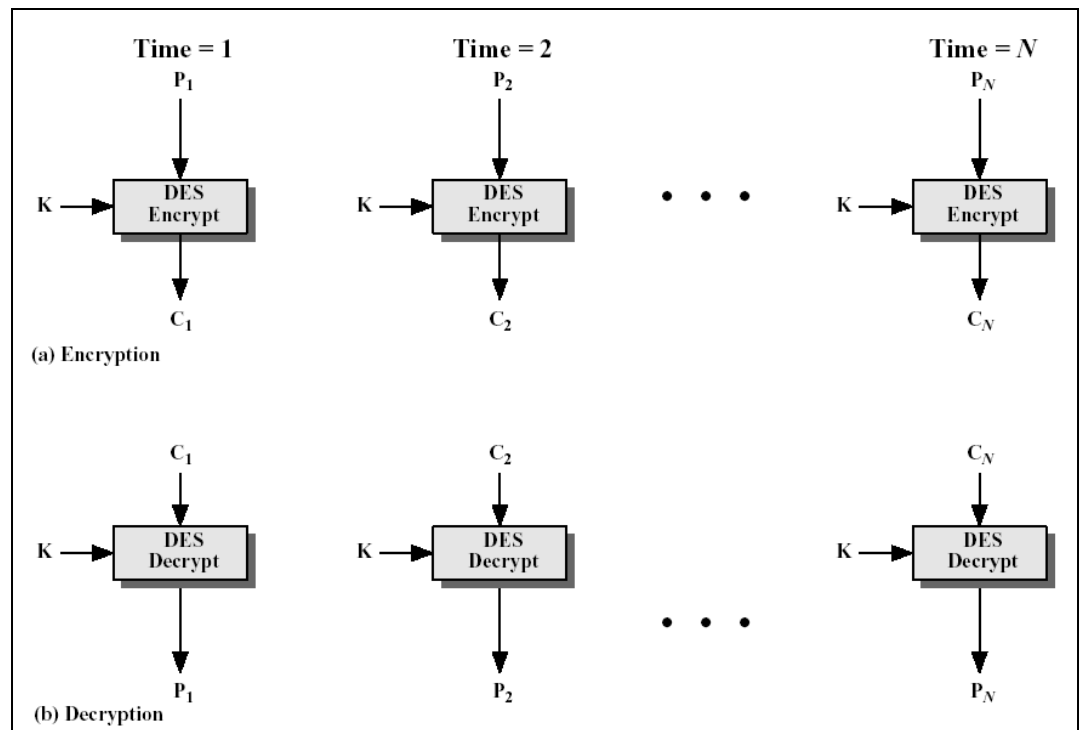 Time = 1 Time = 2 Time = N
P1 P2 PN
K DES Encrypt K DES Encrypt K DES Encrypt
C1 C2 CN
(a) Encryption
C1 C2 CN
K DES Decrypt K DES Decrypt K DES Decrypt
P1 P2 PN
(b) Decryption